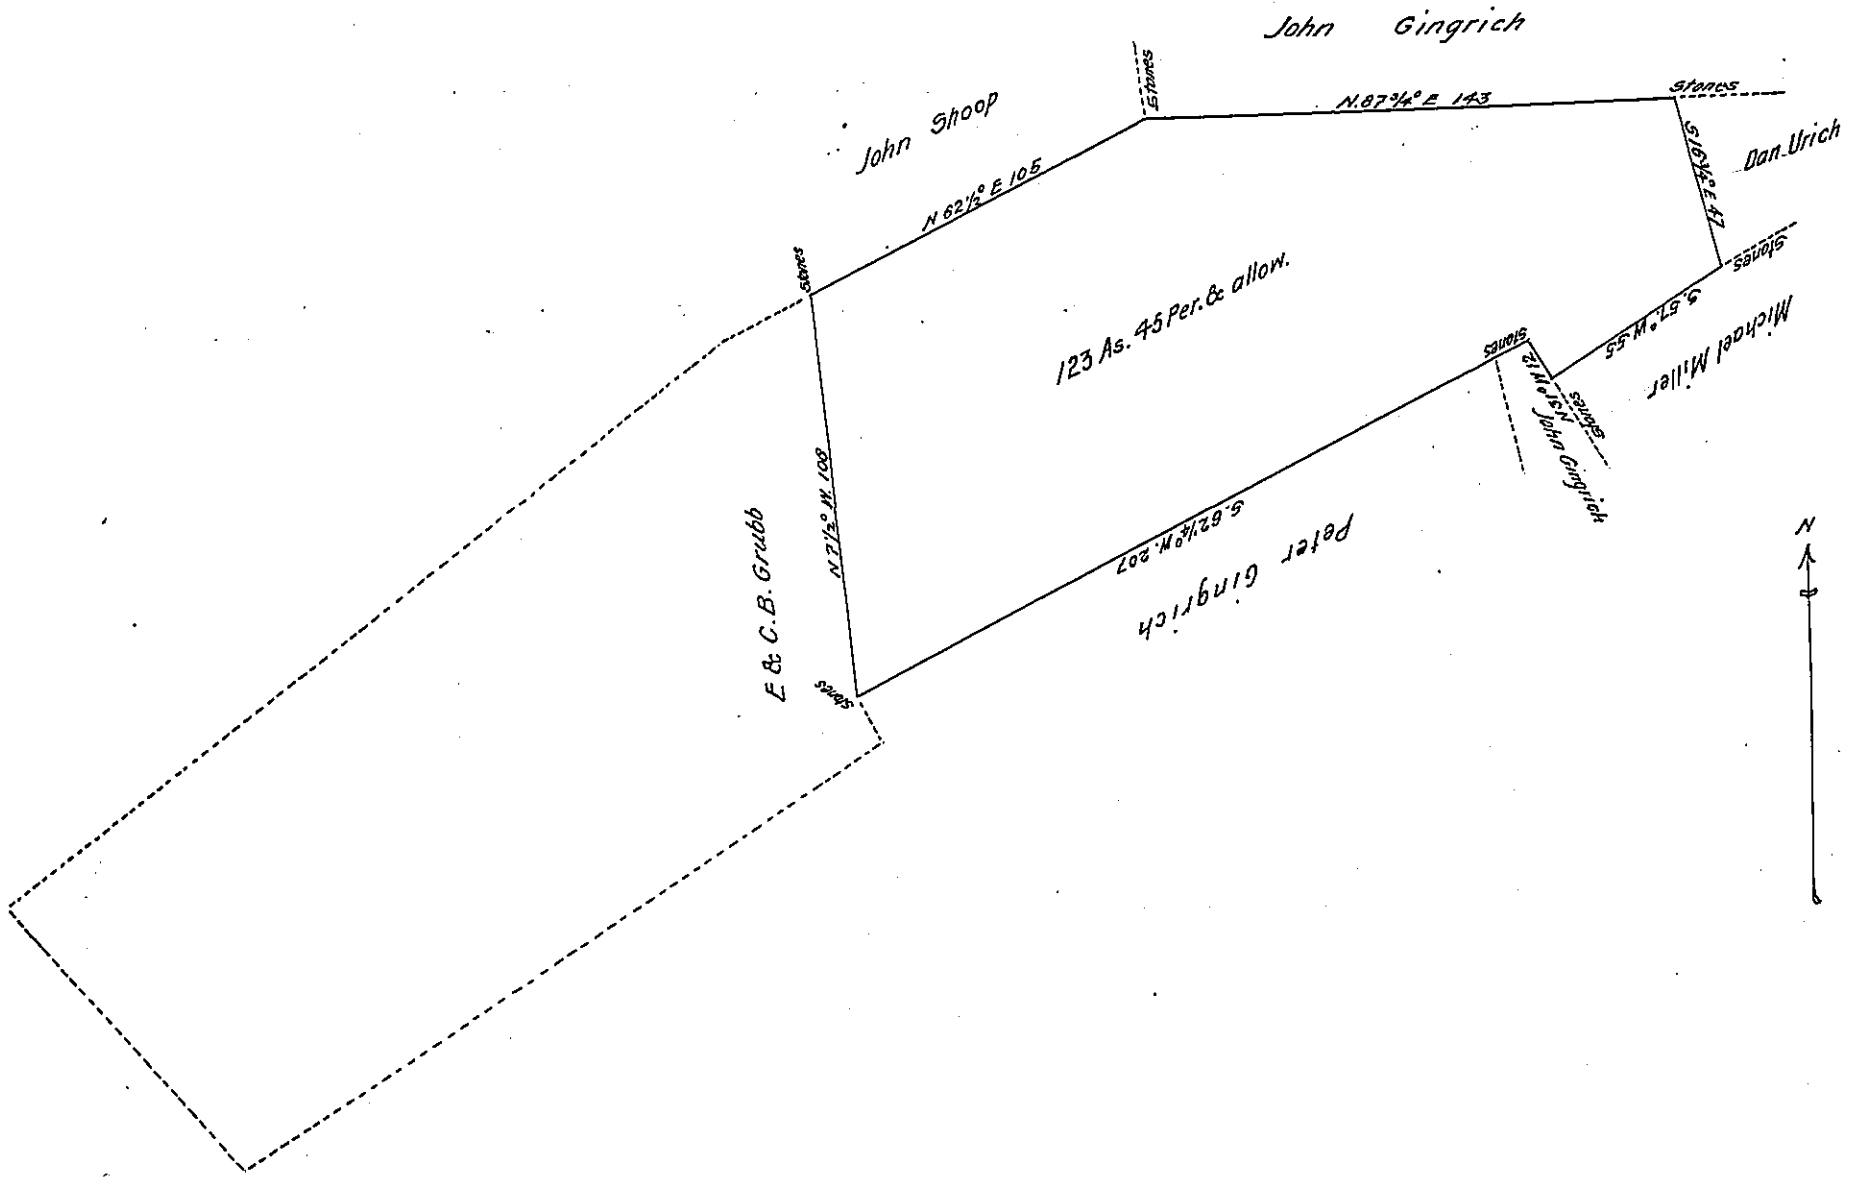 John Gingrich
Stones
N.87¾° E 143
Stones
John Shoop
S 16¾° E 47
Dan. Urich
N 62½° E 105
Stones
Stones
S. 57° W. 55
Michael Miller
123 As. 45 Per. & allow.
Stones
N 31° W 12
Stones
John Gingrich
N 7½° W. 108
S. 62¼° W. 207
Peter Gingrich
E & C. B. Grubb
Stones
N